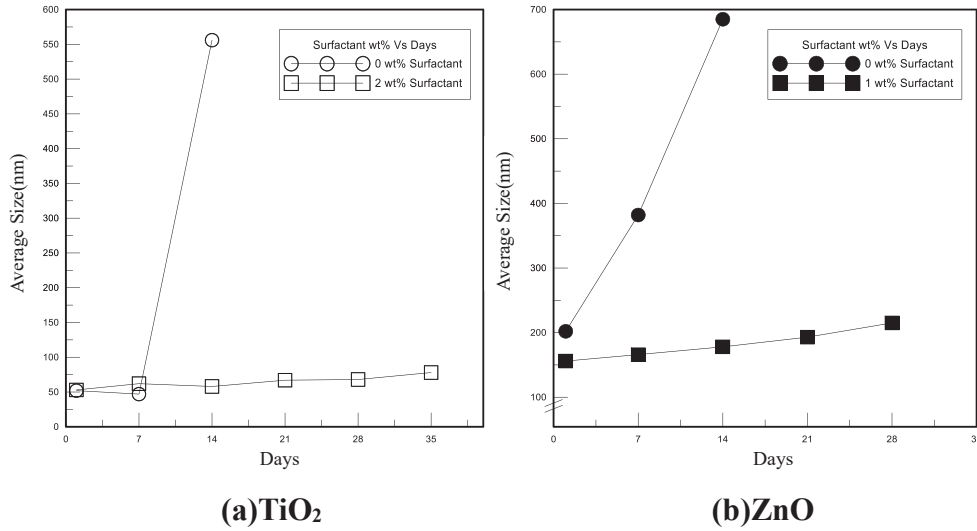 600
550
500
450
400
350
300
250
200
150
100
50
0
Average Size(nm)
Surfactant wt% Vs Days
0 wt% Surfactant
2 wt% Surfactant
0 7 14 21 28 35
Days
(a)TiO₂
700
600
500
400
300
200
100
Average Size(nm)
Surfactant wt% Vs Days
0 wt% Surfactant
1 wt% Surfactant
0 7 14 21 28 3
Days
(b)ZnO